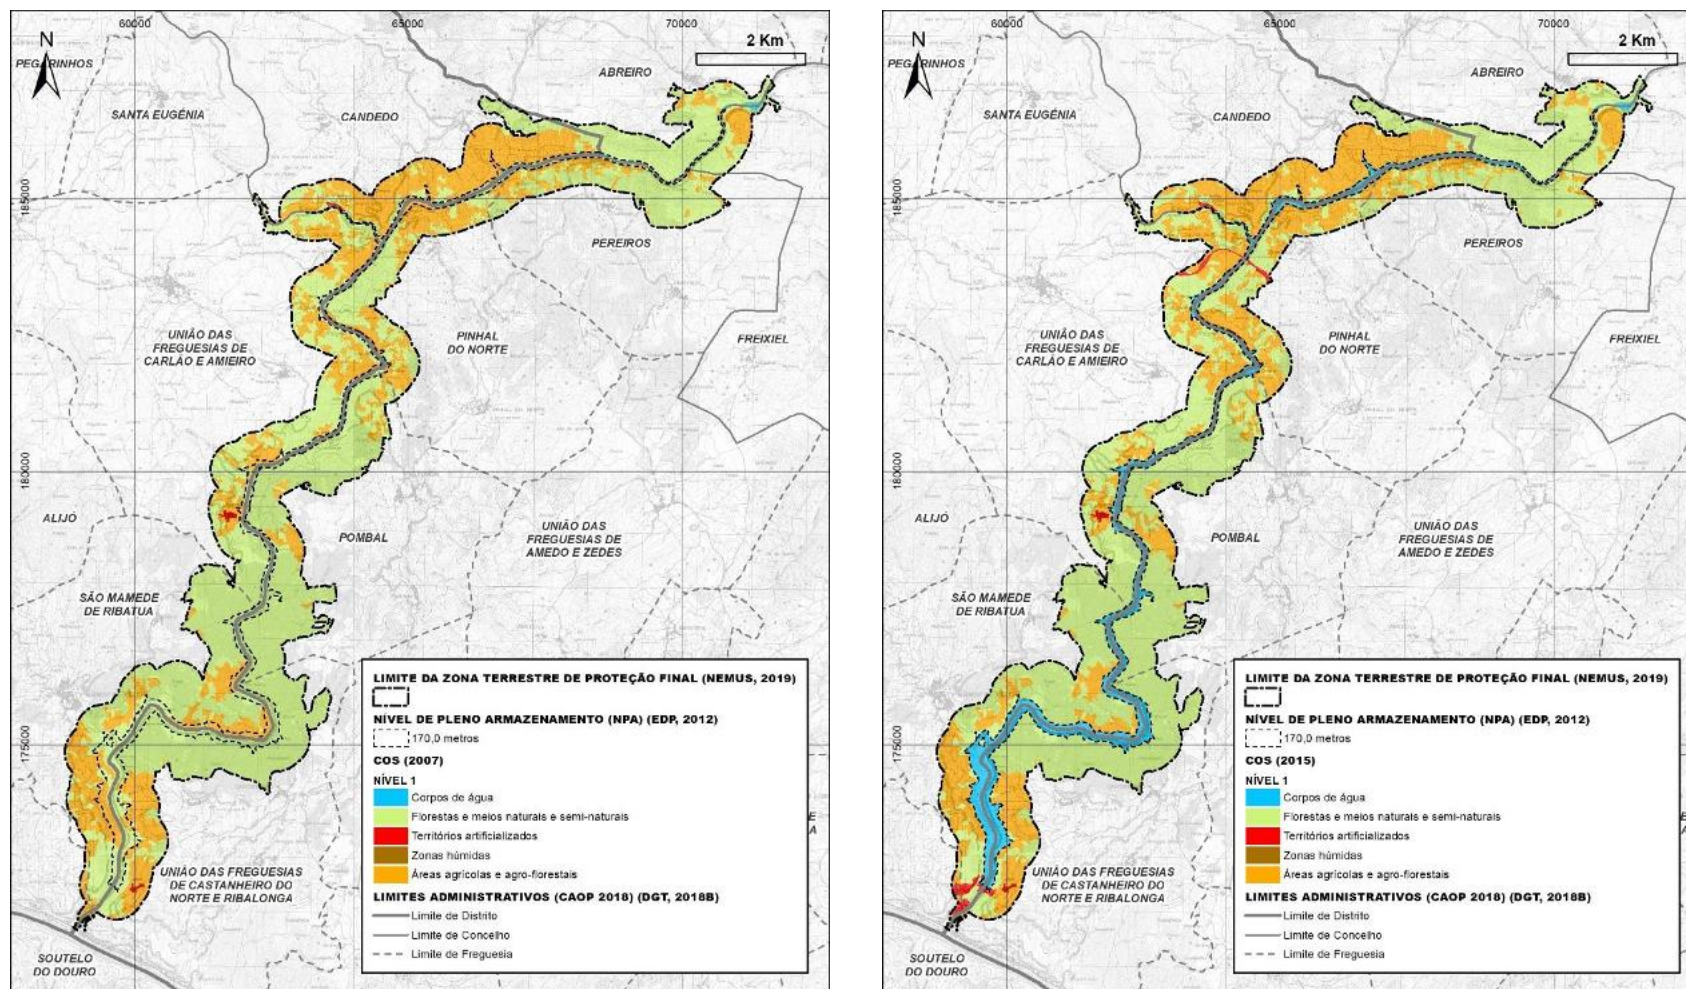 60000
65000
70000
N
2 Km
PEGARINHOS
ABREIRO
SANTA EUGÉNIA
CANDEDO
185000
PEREIROS
UNIÃO DAS
FREGUESIAS DE
CARLÃO E AMIEIRO
PINHAL
DO NORTE
FREIXIEL
180000
ALIJÓ
POMBAL
UNIÃO DAS
FREGUESIAS DE
AMEDO E ZEDES
SÃO MAMEDE
DE RIBATUA
175000
LIMITE DA ZONA TERRESTRE DE PROTEÇÃO FINAL (NEMUS, 2019)
NÍVEL DE PLENO ARMAZENAMENTO (NPA) (EDP, 2012)
170,0 metros
COS (2007)
NÍVEL 1
Corpos de água
Florestas e meios naturais e semi-naturais
Territórios artificializados
Zonas húmidas
Áreas agrícolas e agro-florestais
LIMITES ADMINISTRATIVOS (CAOP 2018) (DGT, 2018B)
Limite de Distrito
Limite de Concelho
Limite de Freguesia
UNIÃO DAS FREGUESIAS
DE CASTANHEIRO DO
NORTE E RIBALONGA
SOUTELO
DO DOURO
60000
65000
70000
N
2 Km
PEGARINHOS
ABREIRO
SANTA EUGÉNIA
CANDEDO
185000
PEREIROS
UNIÃO DAS
FREGUESIAS DE
CARLÃO E AMIEIRO
PINHAL
DO NORTE
FREIXIEL
180000
ALIJÓ
POMBAL
UNIÃO DAS
FREGUESIAS DE
AMEDO E ZEDES
SÃO MAMEDE
DE RIBATUA
175000
LIMITE DA ZONA TERRESTRE DE PROTEÇÃO FINAL (NEMUS, 2019)
NÍVEL DE PLENO ARMAZENAMENTO (NPA) (EDP, 2012)
170,0 metros
COS (2015)
NÍVEL 1
Corpos de água
Florestas e meios naturais e semi-naturais
Territórios artificializados
Zonas húmidas
Áreas agrícolas e agro-florestais
LIMITES ADMINISTRATIVOS (CAOP 2018) (DGT, 2018B)
Limite de Distrito
Limite de Concelho
Limite de Freguesia
UNIÃO DAS FREGUESIAS
DE CASTANHEIRO DO
NORTE E RIBALONGA
SOUTELO
DO DOURO